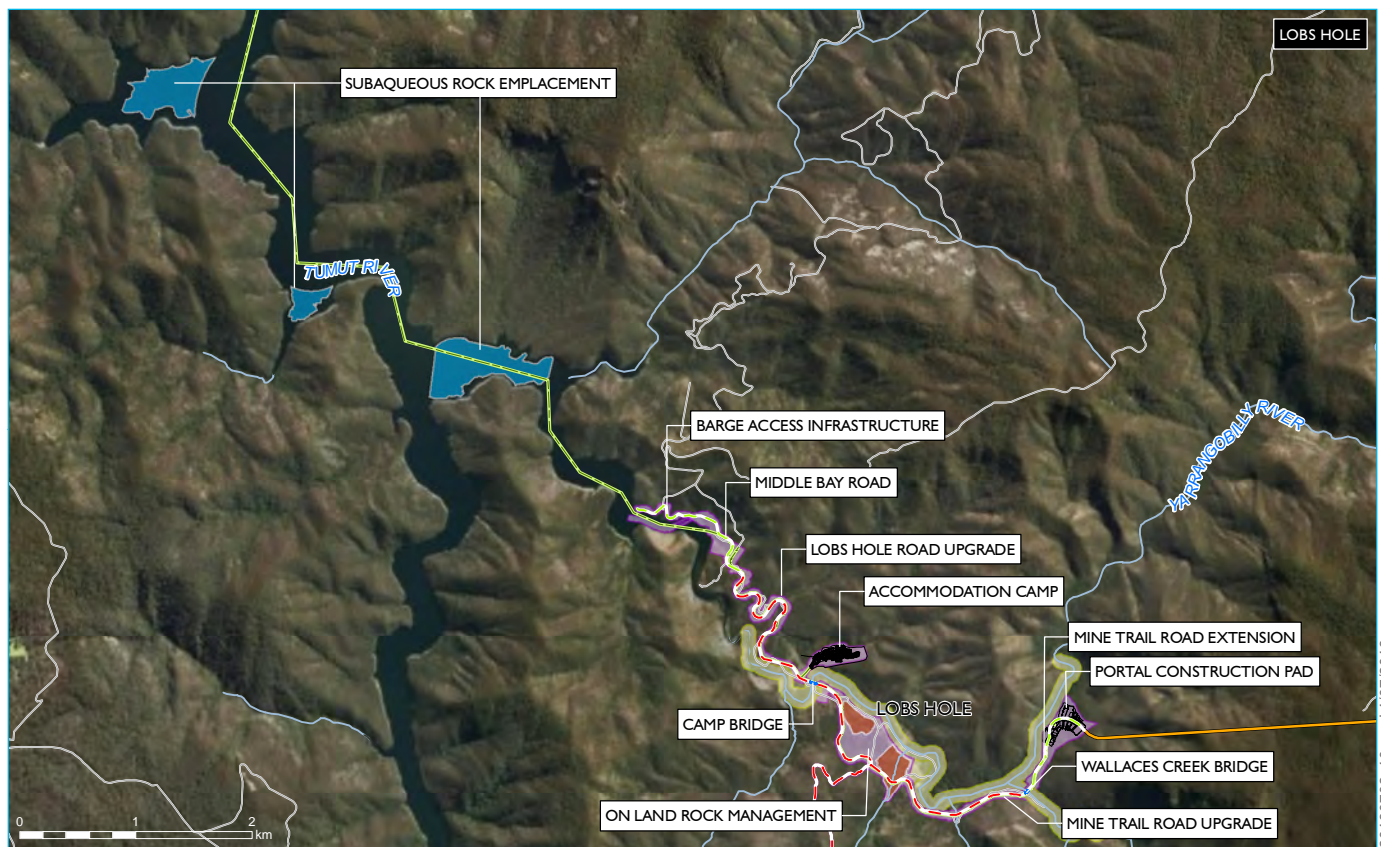 LOBS HOLE
SUBAQUEOUS ROCK EMPLACEMENT
TUMUT RIVER
BARGE ACCESS INFRASTRUCTURE
YARRANGOBILLY RIVER
MIDDLE BAY ROAD
LOBS HOLE ROAD UPGRADE
ACCOMMODATION CAMP
MINE TRAIL ROAD EXTENSION
PORTAL CONSTRUCTION PAD
LOBS HOLE
CAMP BRIDGE
WALLACES CREEK BRIDGE
ON LAND ROCK MANAGEMENT
MINE TRAIL ROAD UPGRADE
0 1 2
km